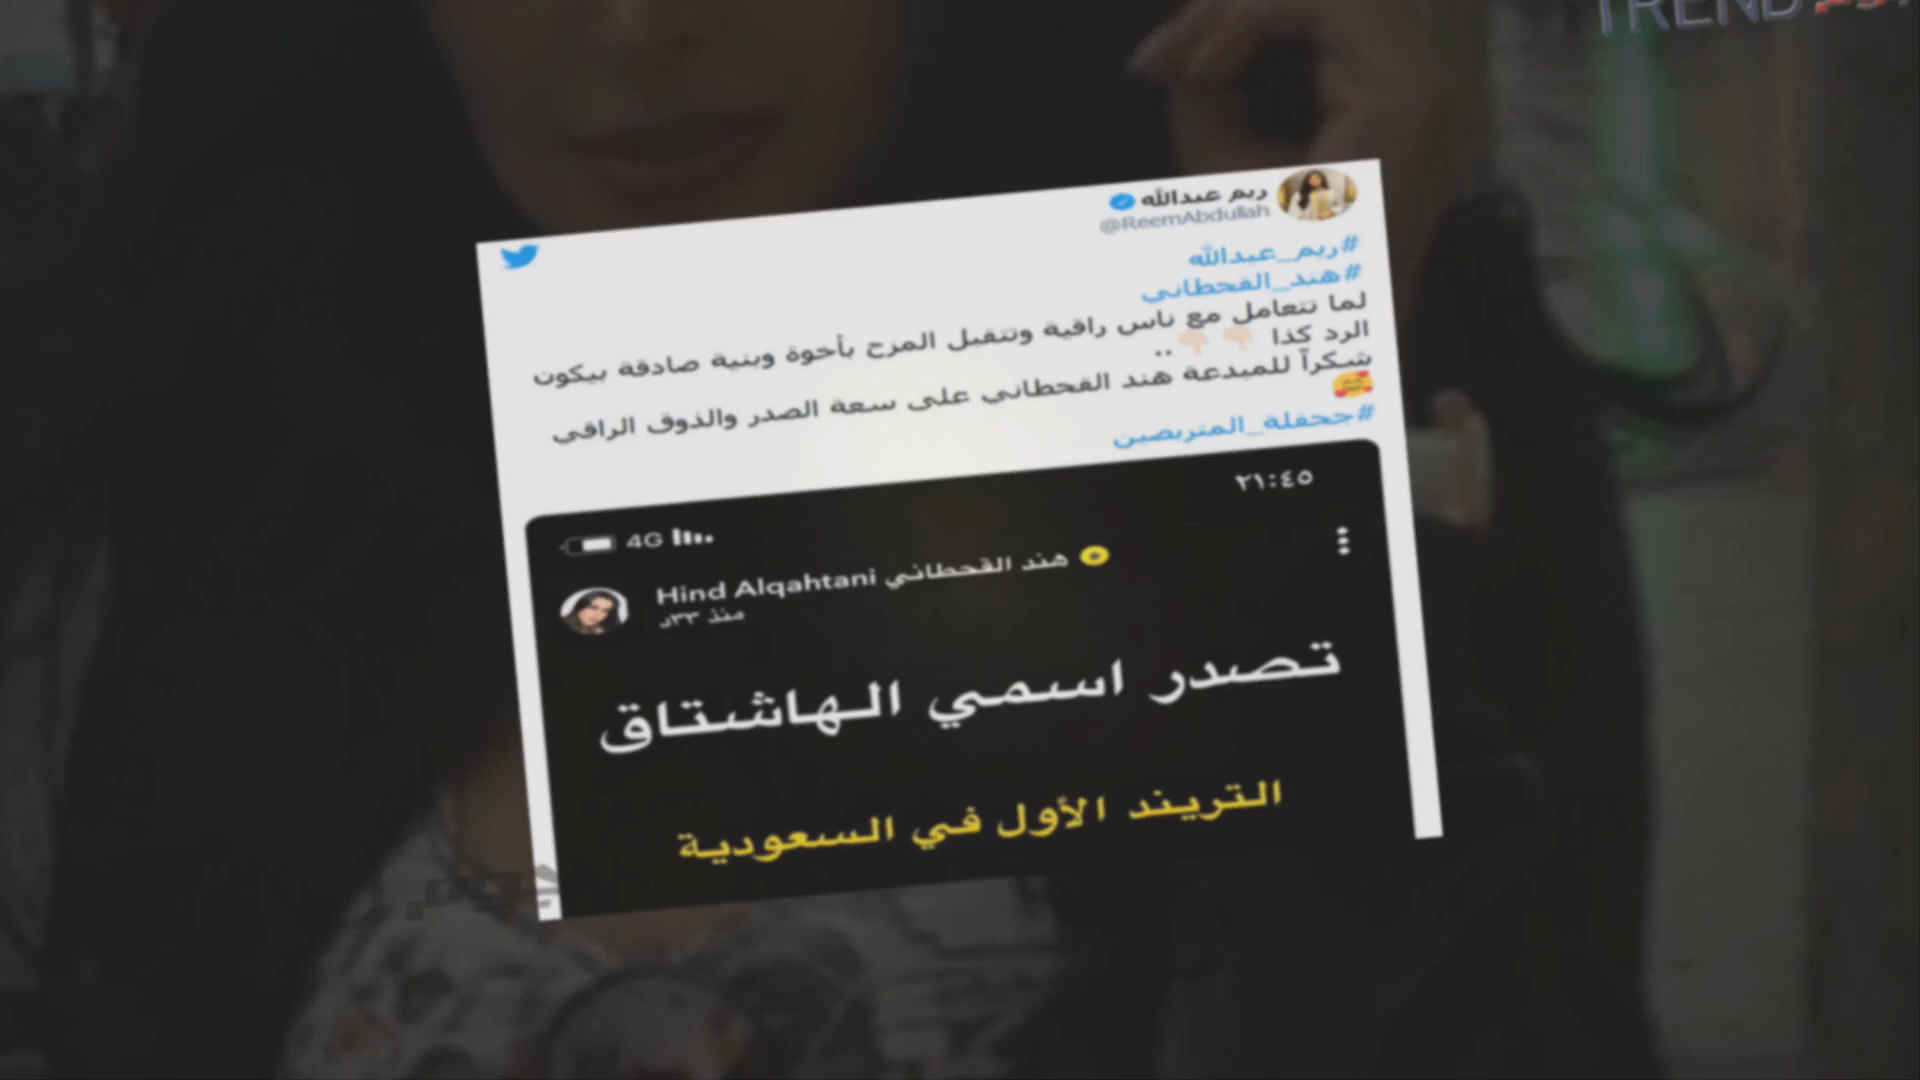 TREND
ريم عبدالله
@ReemAbdullah
#ريم_عبدالله
#هند_القحطاني
لما تتعامل مع ناس راقية وتتقبل المزح بأخوة وبنية صادقة بيكون
الرد كذا 👇🏻👇🏻..
شكراً للمبدعة هند القحطاني على سعة الصدر والذوق الراقي
🥰
#جحفلة_المتربصين
٢١:٤٥
4G
Hind Alqahtani هند القحطاني
منذ ٣٣د
تصدر اسمي الهاشتاق
التريند الأول في السعودية